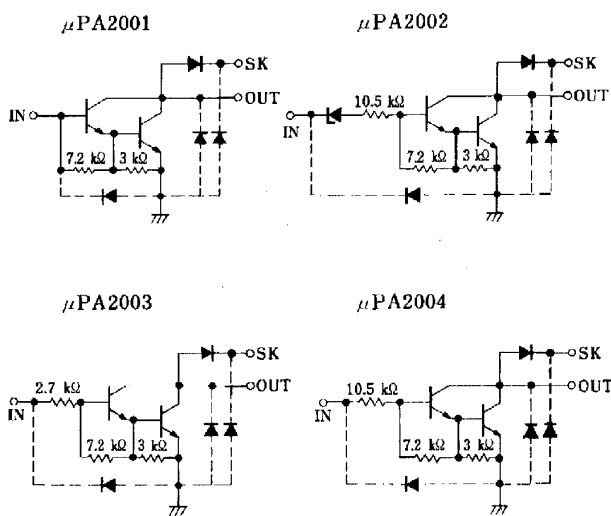 μPA2001
μPA2002
SK
OUT
IN
7.2 kΩ
3 kΩ
SK
OUT
10.5 kΩ
IN
7.2 kΩ
3 kΩ
μPA2003
μPA2004
SK
OUT
2.7 kΩ
IN
7.2 kΩ
3 kΩ
SK
OUT
10.5 kΩ
IN
7.2 kΩ
3 kΩ